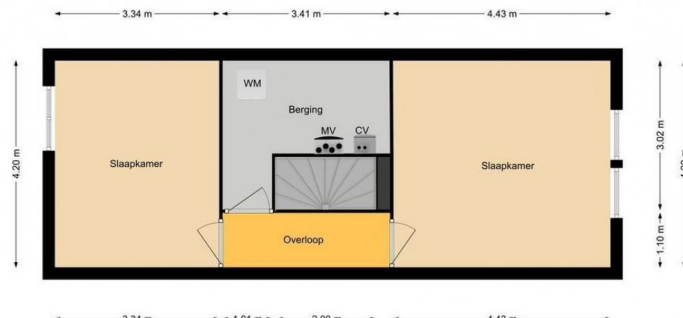 3.34 m 3.41 m 4.43 m
WM
Berging
MV CV
4.20 m
Slaapkamer
Slaapkamer
3.02 m
Overloop
1.10 m